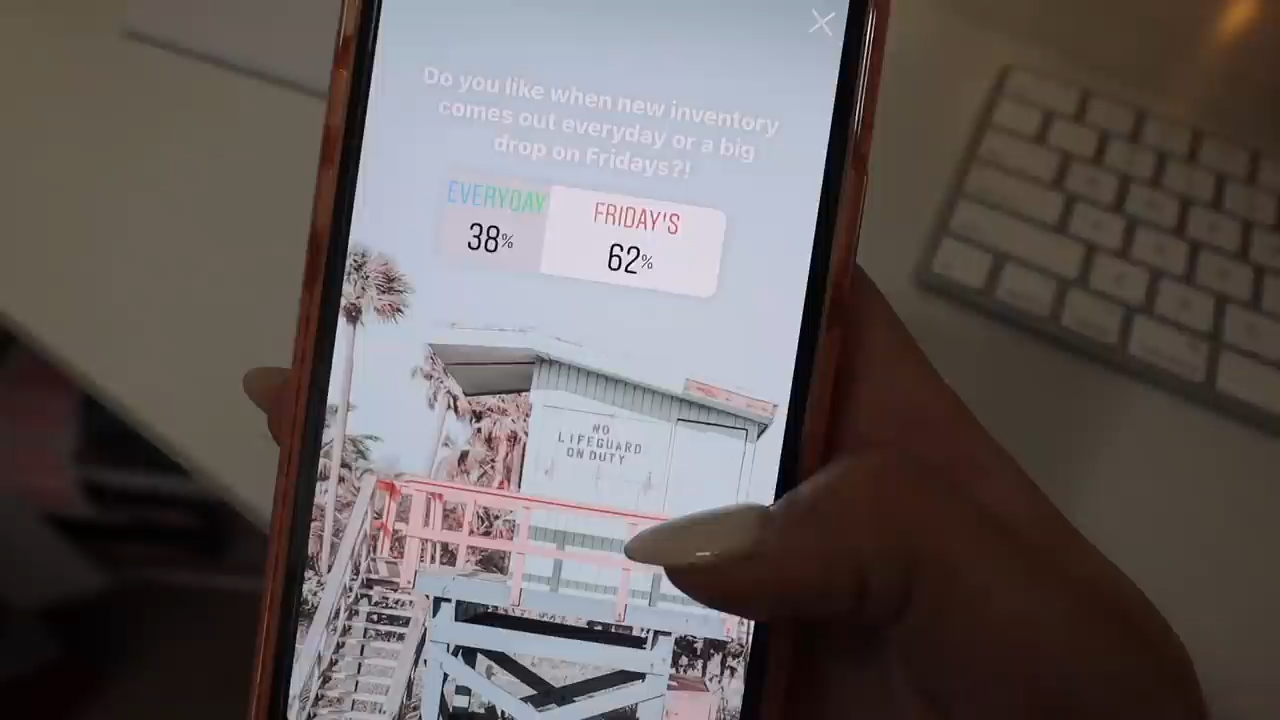 Do you like when new inventory
comes out everyday or a big
drop on Fridays?!
EVERYDAY
38%
FRIDAY'S
62%
NO
LIFEGUARD
ON DUTY